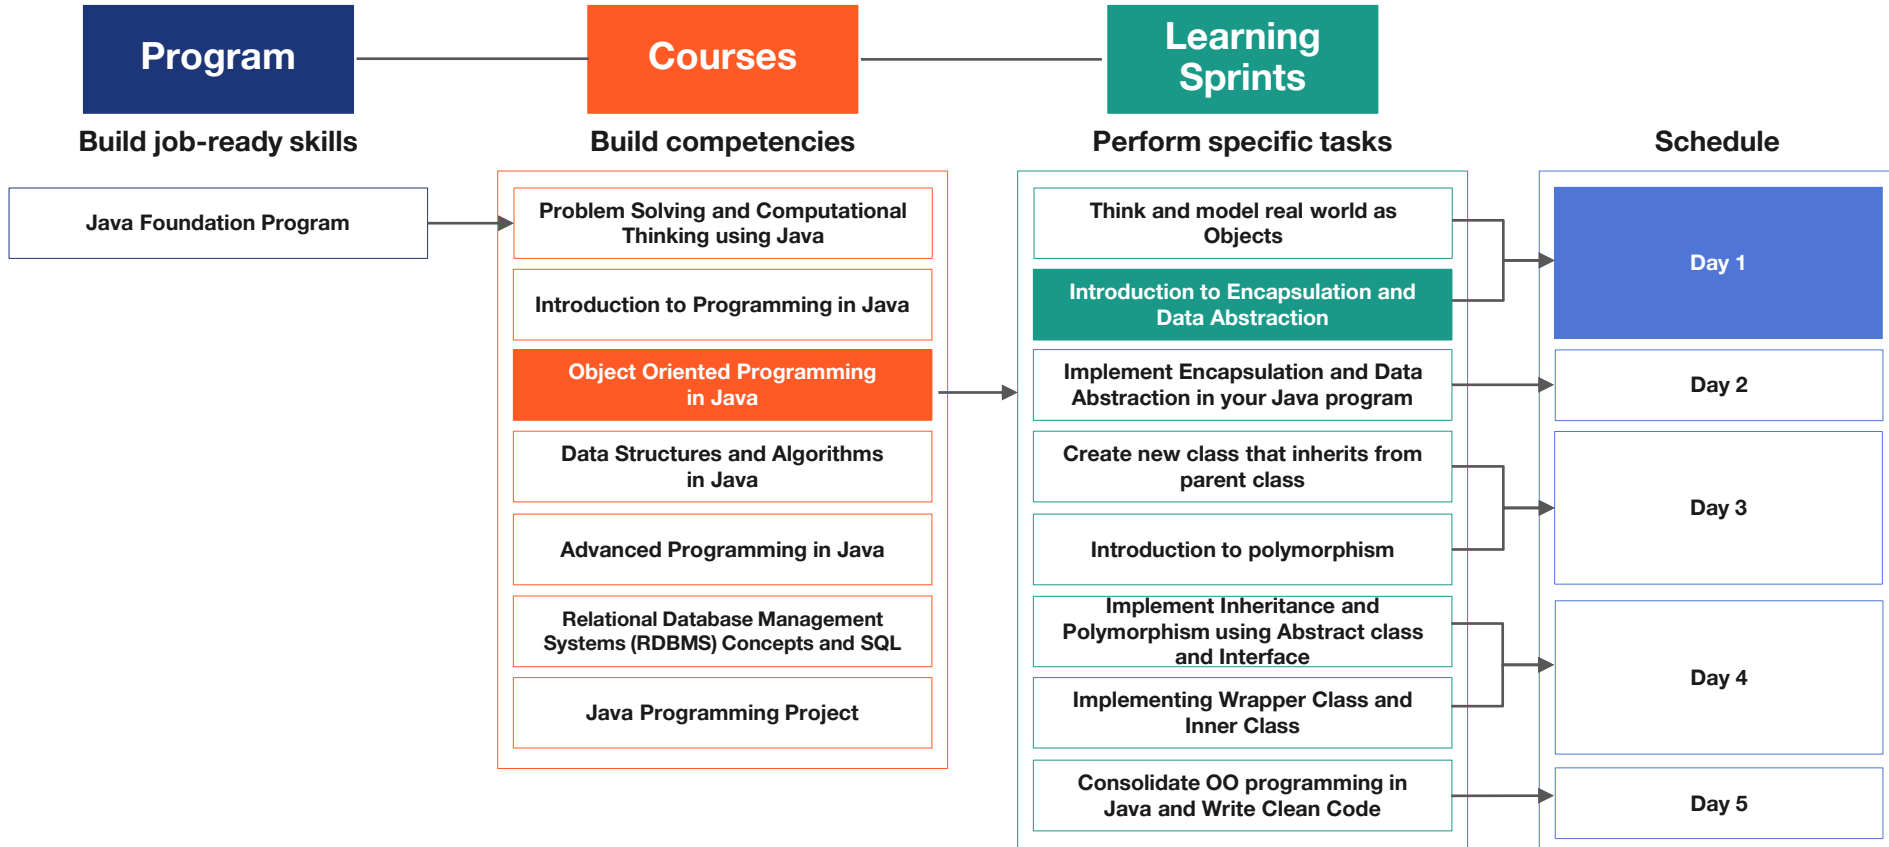 Program
Courses
Learning
Sprints
Build job-ready skills
Build competencies
Perform specific tasks
Schedule
Java Foundation Program
Problem Solving and Computational
Thinking using Java
Introduction to Programming in Java
Object Oriented Programming
in Java
Data Structures and Algorithms
in Java
Advanced Programming in Java
Relational Database Management
Systems (RDBMS) Concepts and SQL
Java Programming Project
Think and model real world as
Objects
Introduction to Encapsulation and
Data Abstraction
Implement Encapsulation and Data
Abstraction in your Java program
Create new class that inherits from
parent class
Introduction to polymorphism
Implement Inheritance and
Polymorphism using Abstract class
and Interface
Implementing Wrapper Class and
Inner Class
Consolidate OO programming in
Java and Write Clean Code
Day 1
Day 2
Day 3
Day 4
Day 5